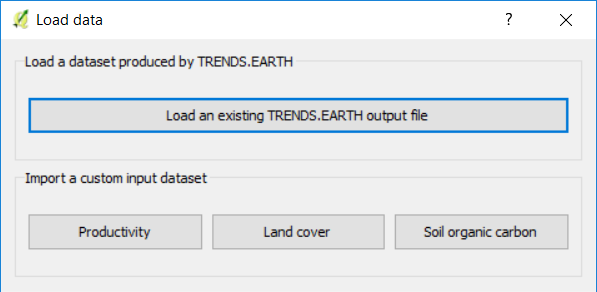 Load data
Load a dataset produced by TRENDS.EARTH
Load an existing TRENDS.EARTH output file
Import a custom input dataset
Productivity Land cover Soil organic carbon